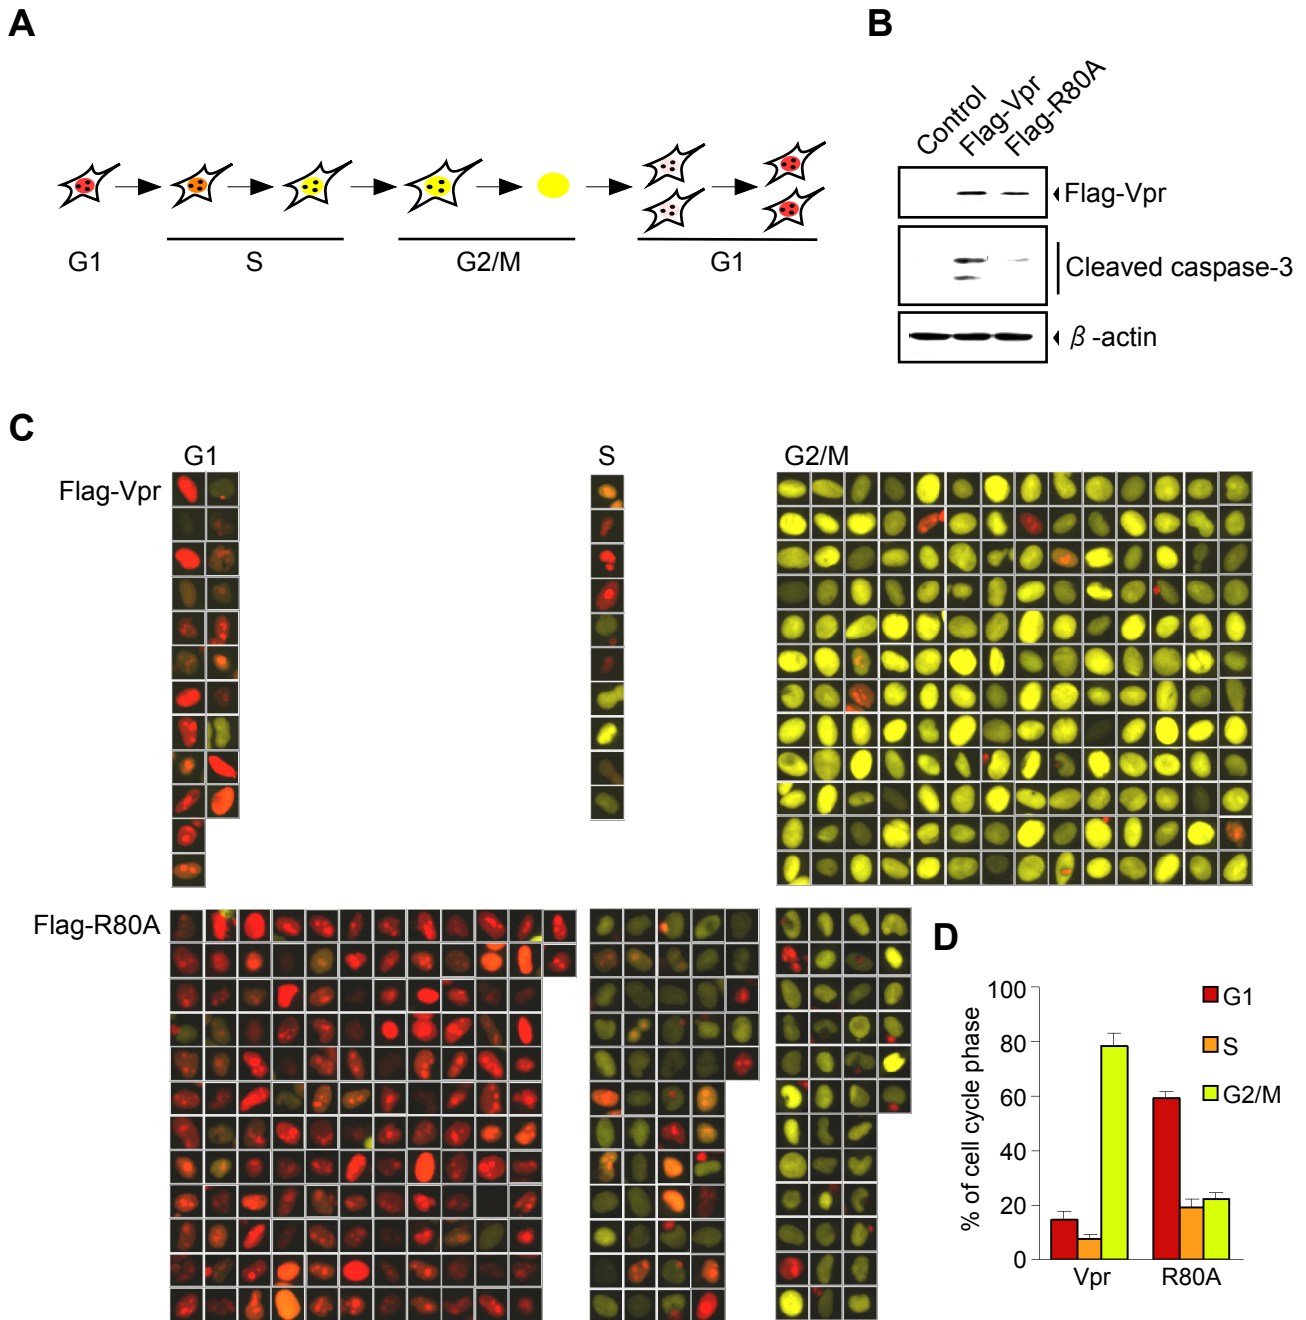 A
G1
S
G2/M
G1
B
Control
Flag-Vpr
Flag-R80A
Flag-Vpr
Cleaved caspase-3
β-actin
C
G1
S
G2/M
Flag-Vpr
Flag-R80A
D
% of cell cycle phase
100
80
60
40
20
0
Vpr
R80A
G1
S
G2/M